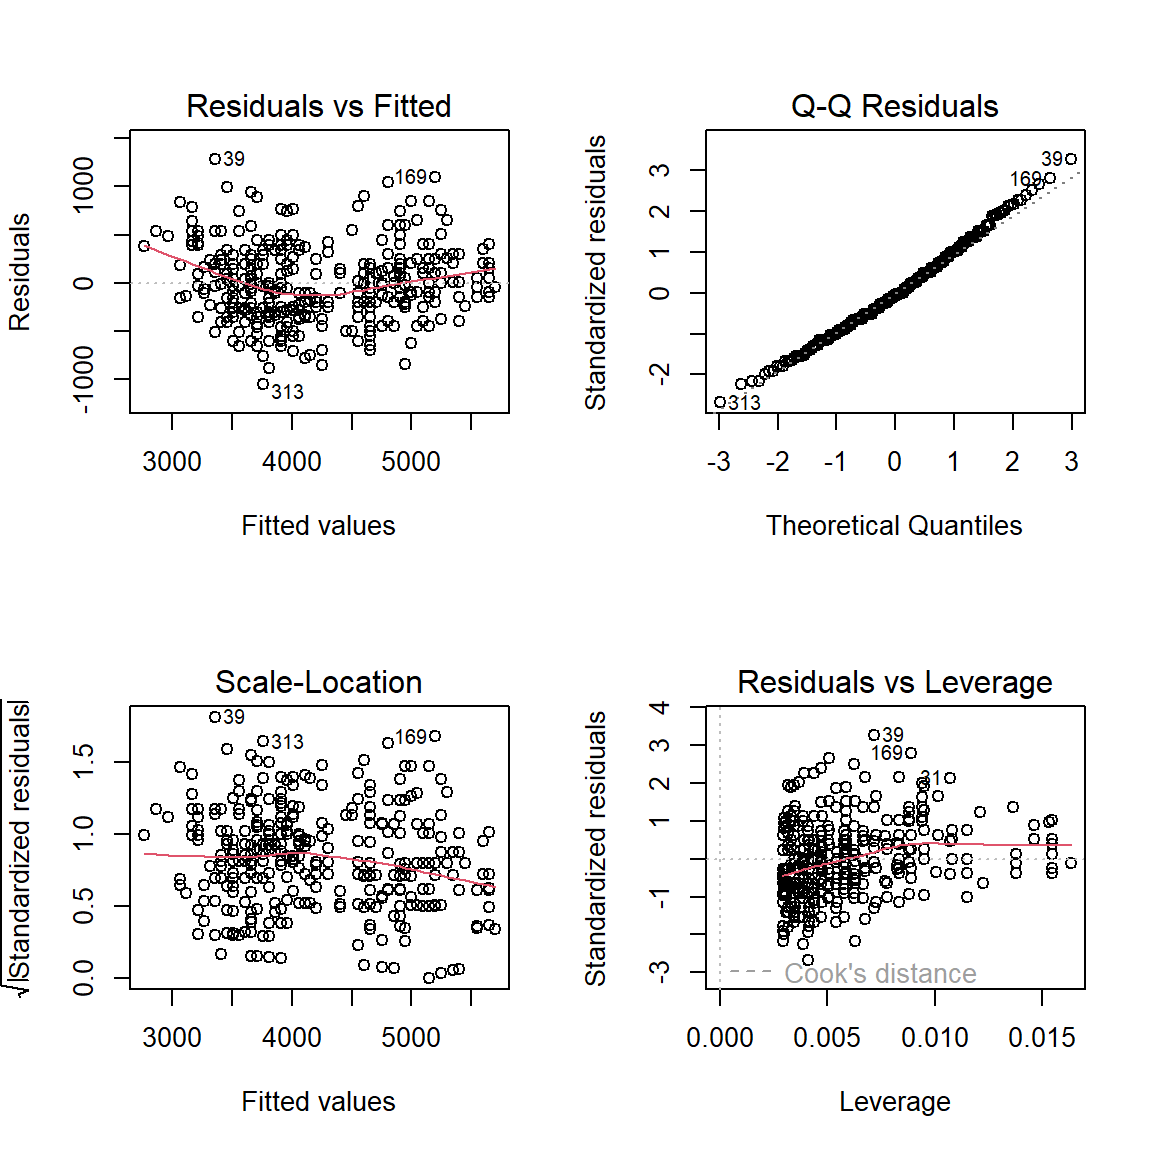 Residuals vs Fitted
Residuals
1000
0
-1000
39
169
313
3000 4000 5000
Fitted values
Q-Q Residuals
Standardized residuals
3
2
1
0
-2
39
169
313
-3 -2 -1 0 1 2 3
Theoretical Quantiles
Scale-Location
√|Standardized residuals|
1.5
1.0
0.5
0.0
39
313
169
3000 4000 5000
Fitted values
Residuals vs Leverage
Standardized residuals
4
3
2
1
-1
-3
39
169
31
Cook's distance
0.000 0.005 0.010 0.015
Leverage